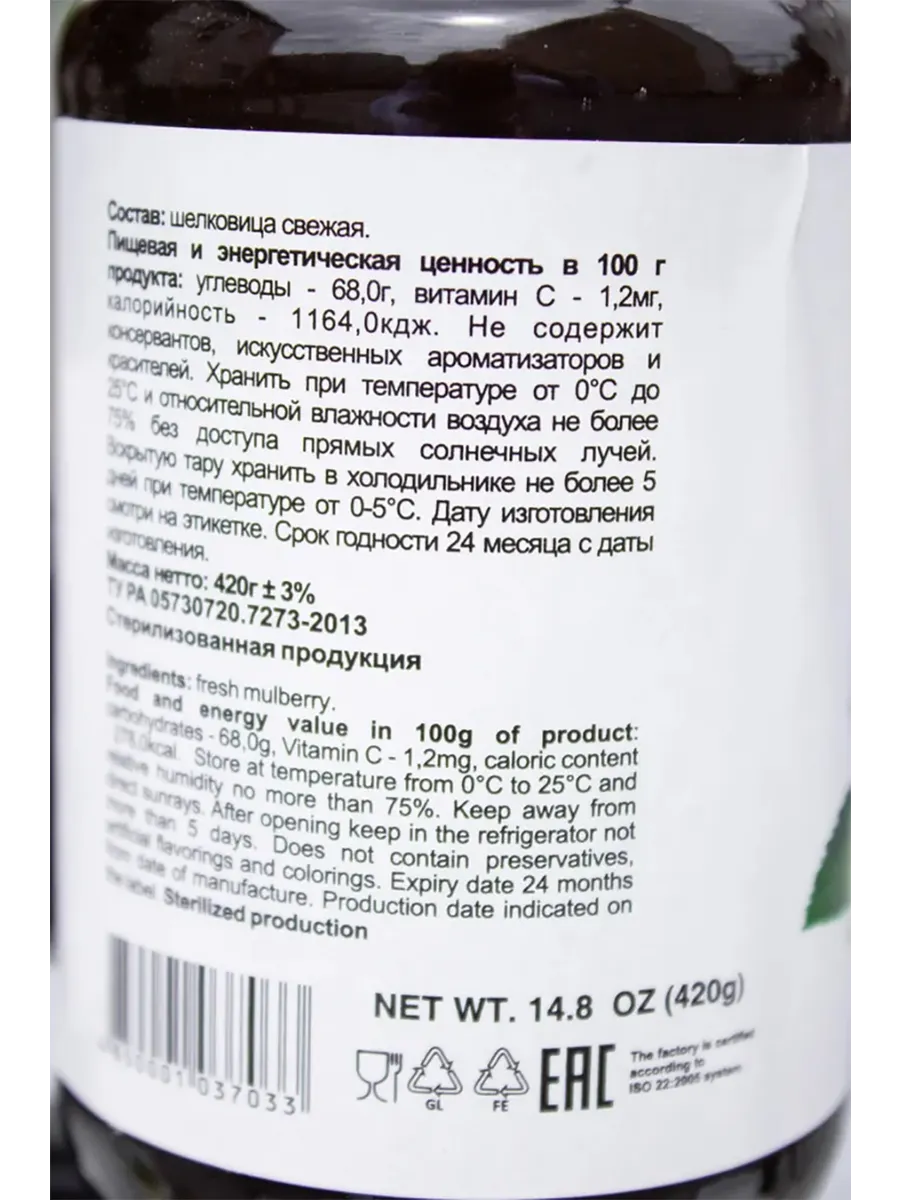 Состав: шелковица свежая.
Пищевая и энергетическая ценность в 100 г
продукта: углеводы - 68,0г, витамин С - 1,2мг,
калорийность - 1164,0кдж. Не содержит
консервантов, искусственных ароматизаторов и
красителей. Хранить при температуре от 0°С до
25°С и относительной влажности воздуха не более
75% без доступа прямых солнечных лучей.
Вскрытую тару хранить в холодильнике не более 5
дней при температуре от 0-5°С. Дату изготовления
смотри на этикетке. Срок годности 24 месяца с даты
изготовления.
Масса нетто: 420г ± 3%
ТУ РА 05730720.7273-2013
Стерилизованная продукция
Ingredients: fresh mulberry.
Food and energy value in 100g of product:
carbohydrates - 68,0g, Vitamin C - 1,2mg, caloric content
278,0kcal. Store at temperature from 0°C to 25°C and
relative humidity no more than 75%. Keep away from
direct sunrays. After opening keep in the refrigerator not
more than 5 days. Does not contain preservatives,
artificial flavorings and colorings. Expiry date 24 months
from date of manufacture. Production date indicated on
the label. Sterilized production
NET WT. 14.8 OZ (420g)
GL FE EAC
The factory is certified
according to
ISO 22:2005 system
4850001037033